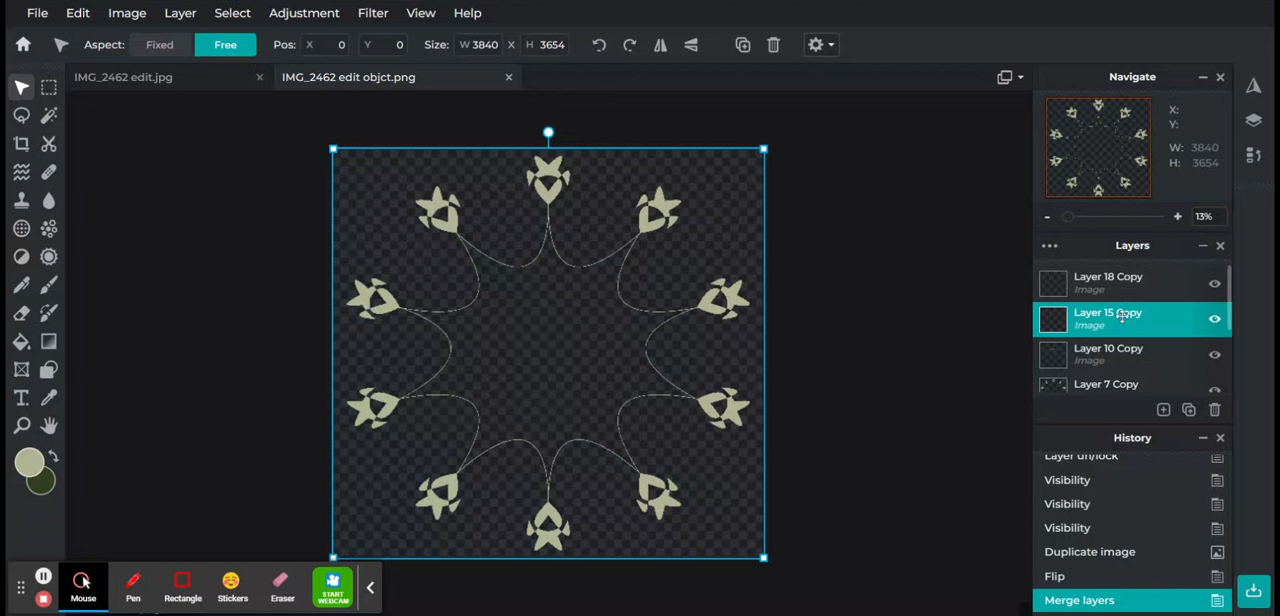 File Edit Image Layer Select Adjustment Filter View Help
Aspect: Fixed Free Pos: X 0 Y 0 Size: W 3840 X H 3654
IMG_2462 edit.jpg IMG_2462 edit objct.png
Navigate
X:
Y:
W: 3840
H: 3654
- + 13%
Layers
Layer 18 Copy
Image
Layer 15 Copy
Image
Layer 10 Copy
Image
Layer 7 Copy
History
Layer un/lock
Visibility
Visibility
Visibility
Duplicate image
Flip
Merge layers
Mouse Pen Rectangle Stickers Eraser START
WEBCAM